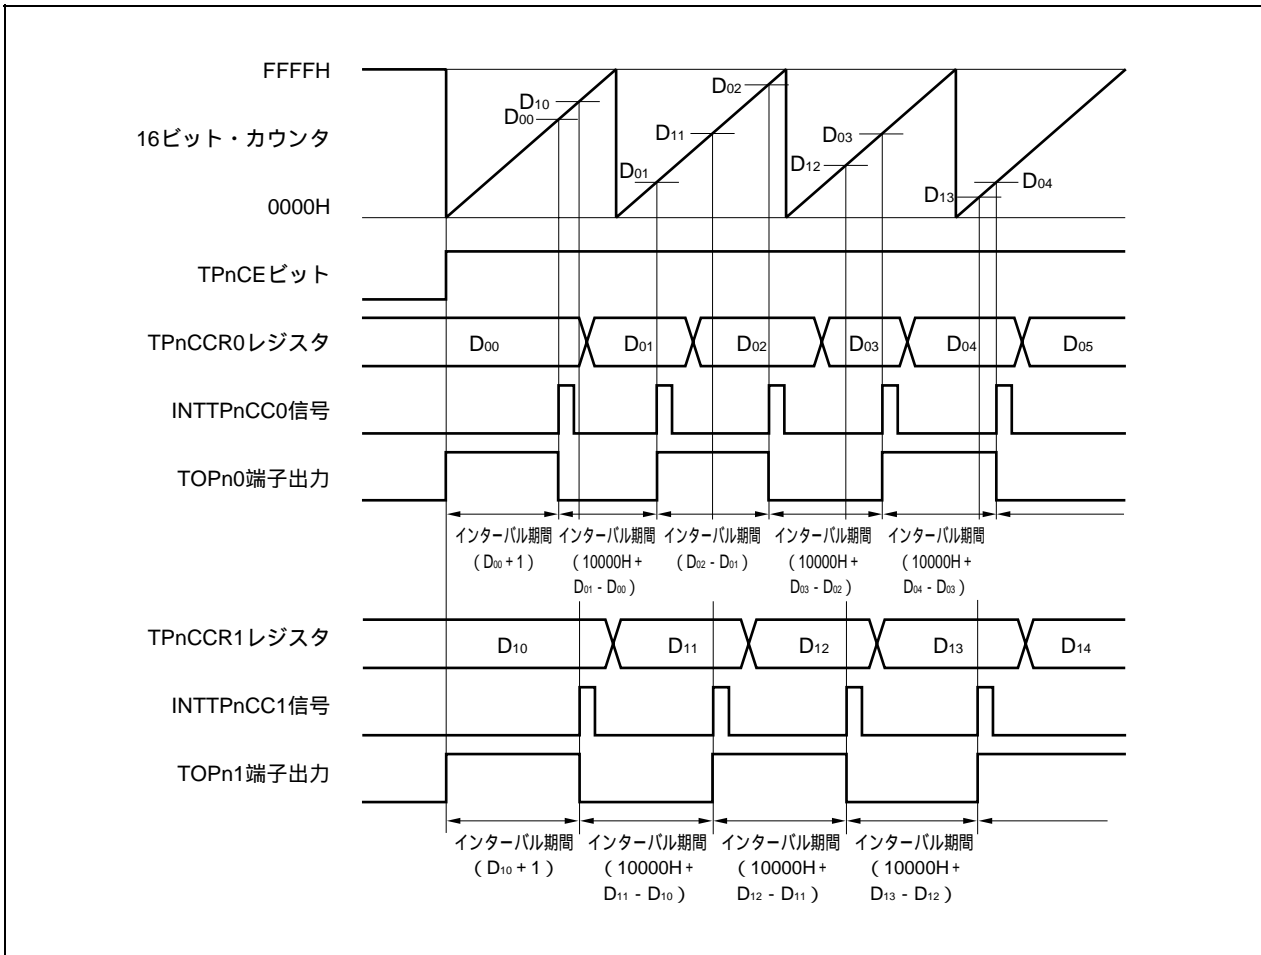 FFFFH
16ビット・カウンタ
0000H
D10
D00
D01
D11
D02
D12
D03
D13
D04
TPnCEビット
TPnCCR0レジスタ
D00 D01 D02 D03 D04 D05
INTTPnCC0信号
TOPn0端子出力
インターバル期間 インターバル期間 インターバル期間 インターバル期間 インターバル期間
(D00 + 1) (10000H + (D02 - D01) (10000H + (10000H +
D01 - D00) D03 - D02) D04 - D03)
TPnCCR1レジスタ
D10 D11 D12 D13 D14
INTTPnCC1信号
TOPn1端子出力
インターバル期間 インターバル期間 インターバル期間 インターバル期間
(D10 + 1) (10000H + (10000H + (10000H +
D11 - D10) D12 - D11) D13 - D12)